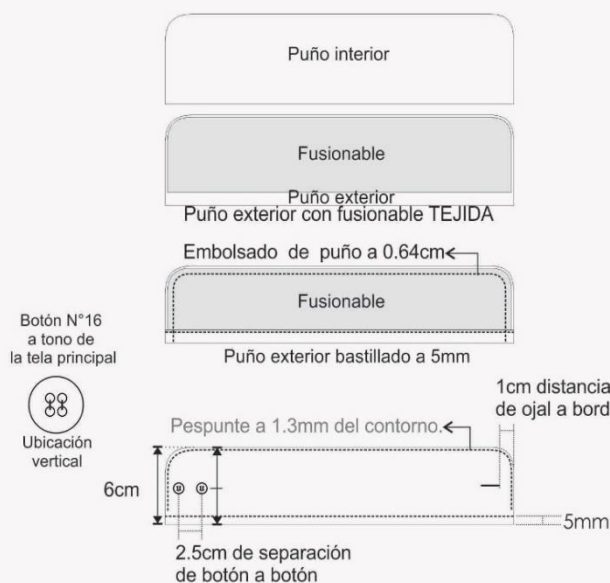 Puño interior
Fusionable
Puño exterior
Puño exterior con fusionable TEJIDA
Embolsado de puño a 0.64cm
Fusionable
Puño exterior bastillado a 5mm
Botón N°16
a tono de
la tela principal
Ubicación
vertical
1cm distancia
de ojal a bord
Pespunte a 1.3mm del contorno.
6cm
5mm
2.5cm de separación
de botón a botón